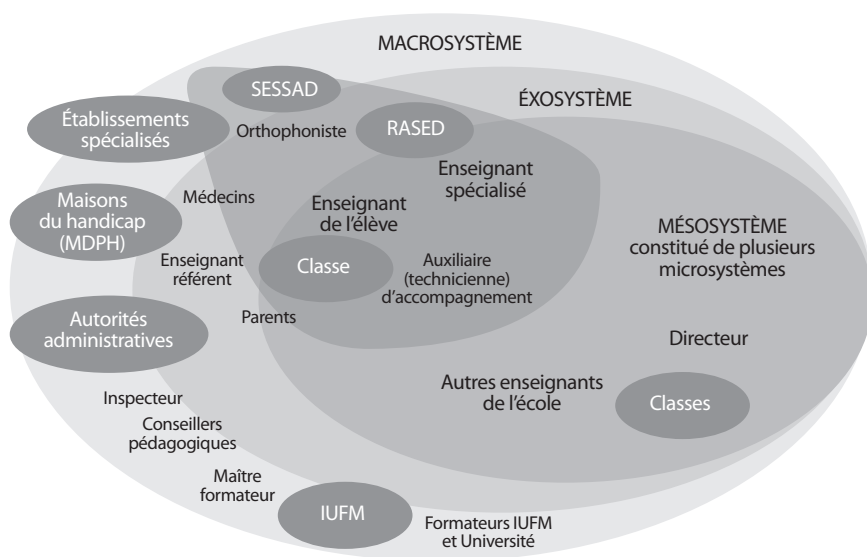 MACROSYSTÈME
SESSAD
ÉXOSYSTÈME
Établissements
spécialisés
Orthophoniste
RASED
Enseignant
spécialisé
Médecins
Maisons
du handicap
(MDPH)
Enseignant
de l'élève
MÉSOSYSTÈME
constitué de plusieurs
microsystèmes
Enseignant
référent
Classe
Auxiliaire
(technicienne)
d'accompagnement
Parents
Autorités
administratives
Directeur
Autres enseignants
de l'école
Classes
Inspecteur
Conseillers
pédagogiques
Maître
formateur
IUFM
Formateurs IUFM
et Université